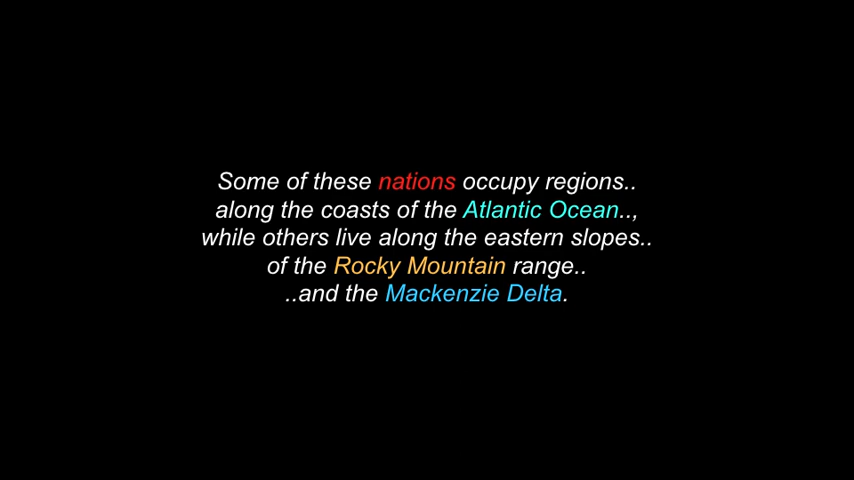 Some of these nations occupy regions..
along the coasts of the Atlantic Ocean..,
while others live along the eastern slopes..
of the Rocky Mountain range..
..and the Mackenzie Delta.